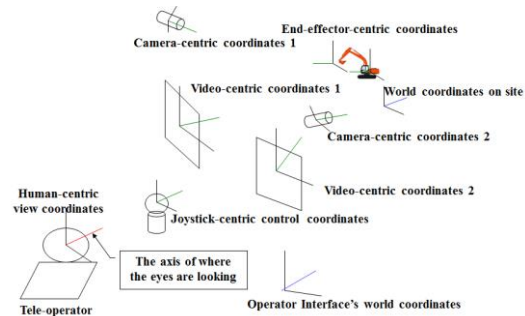 Camera-centric coordinates 1
End-effector-centric coordinates
Video-centric coordinates 1
World coordinates on site
Camera-centric coordinates 2
Human-centric
view coordinates
Video-centric coordinates 2
Joystick-centric control coordinates
The axis of where
the eyes are looking
Tele-operator
Operator Interface's world coordinates